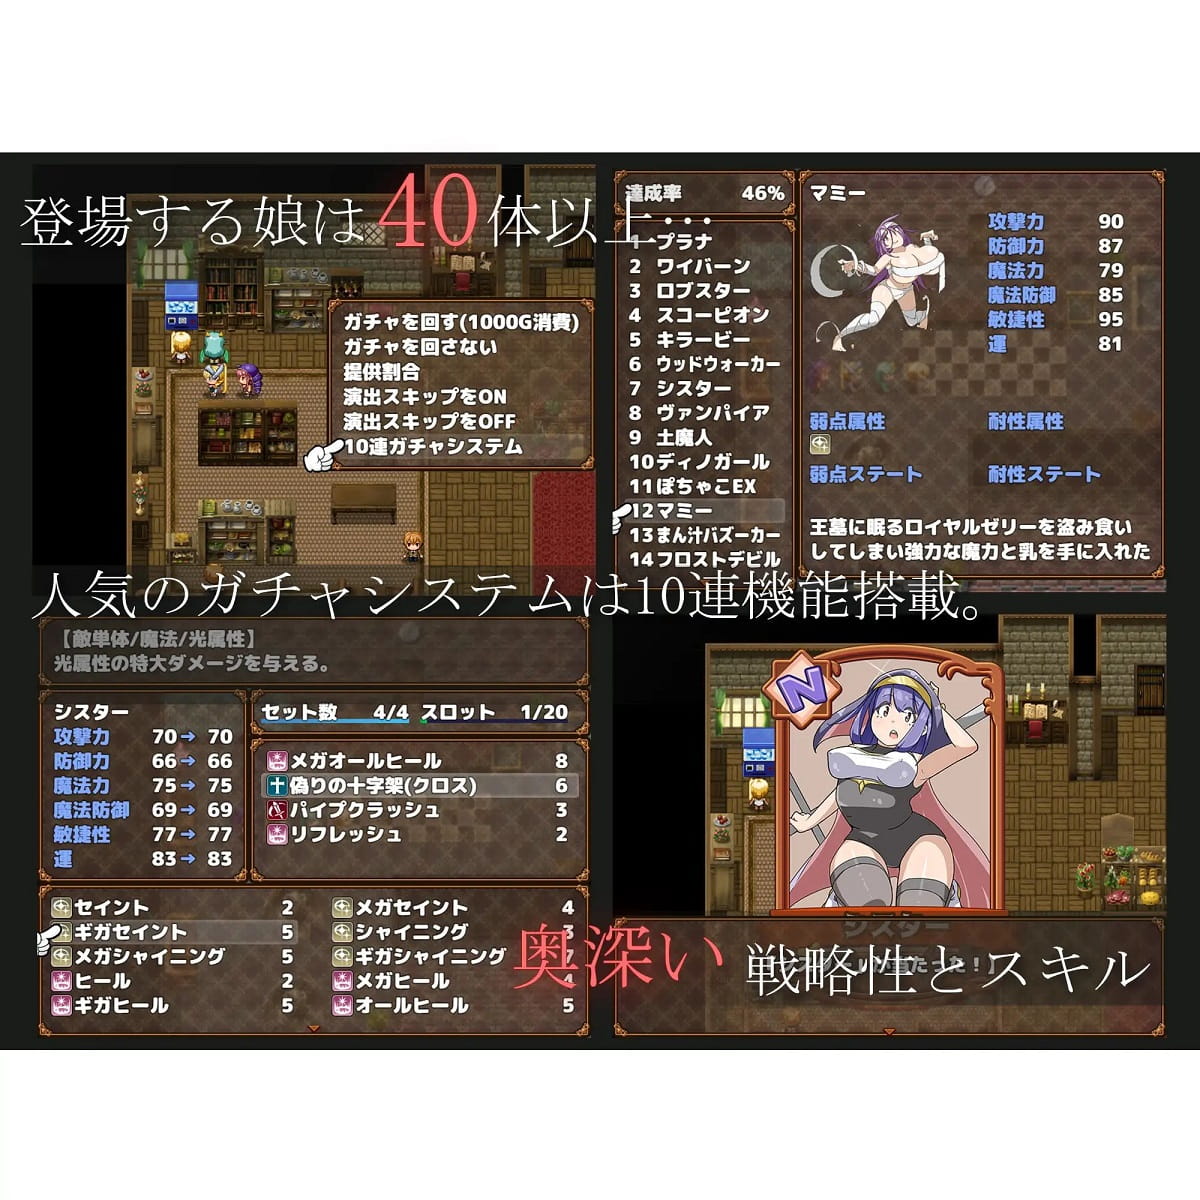 登場する娘は40体以上・・・
ガチャを回す(1000G消費)
ガチャを回さない
提供割合
演出スキップをON
演出スキップをOFF
10連ガチャシステム
達成率 46%
1 プラナ
2 ワイバーン
3 ロブスター
4 スコーピオン
5 キラービー
6 ウッドウォーカー
7 シスター
8 ヴァンパイア
9 土魔人
10 ディノガール
11 ぽちゃこEX
12 マミー
13 まん汁バズーカー
14 フロストデビル
マミー
攻撃力 90
防御力 87
魔法力 79
魔法防御 85
敏捷性 95
運 81
弱点属性 耐性属性
弱点ステート 耐性ステート
王墓に眠るロイヤルゼリーを盗み食い
してしまい強力な魔力と乳を手に入れた
人気のガチャシステムは10連機能搭載。
【敵単体/魔法/光属性】
光属性の特大ダメージを与える。
シスター
攻撃力 70→ 70
防御力 66→ 66
魔法力 75→ 75
魔法防御 69→ 69
敏捷性 77→ 77
運 83→ 83
セット数 4/4 スロット 1/20
メガオールヒール 8
偽りの十字架(クロス) 6
パイプクラッシュ 3
リフレッシュ 2
セイント 2 メガセイント 4
ギガセイント 5 シャイニング 3
メガシャイニング 5 ギガシャイニング 7
ヒール 2 メガヒール 4
ギガヒール 5 オールヒール 5
N
シスター
奥深い 戦略性とスキル